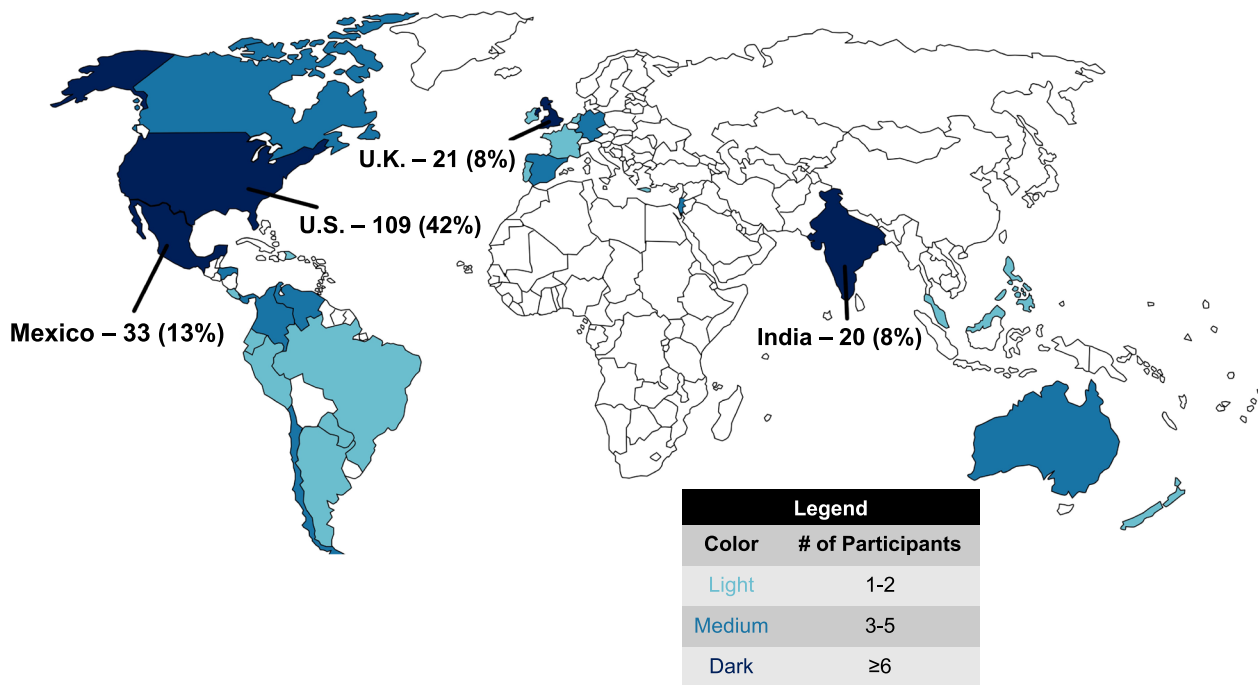 U.K. – 21 (8%)
U.S. – 109 (42%)
Mexico – 33 (13%)
India – 20 (8%)
Legend
Color # of Participants
Light 1-2
Medium 3-5
Dark ≥6